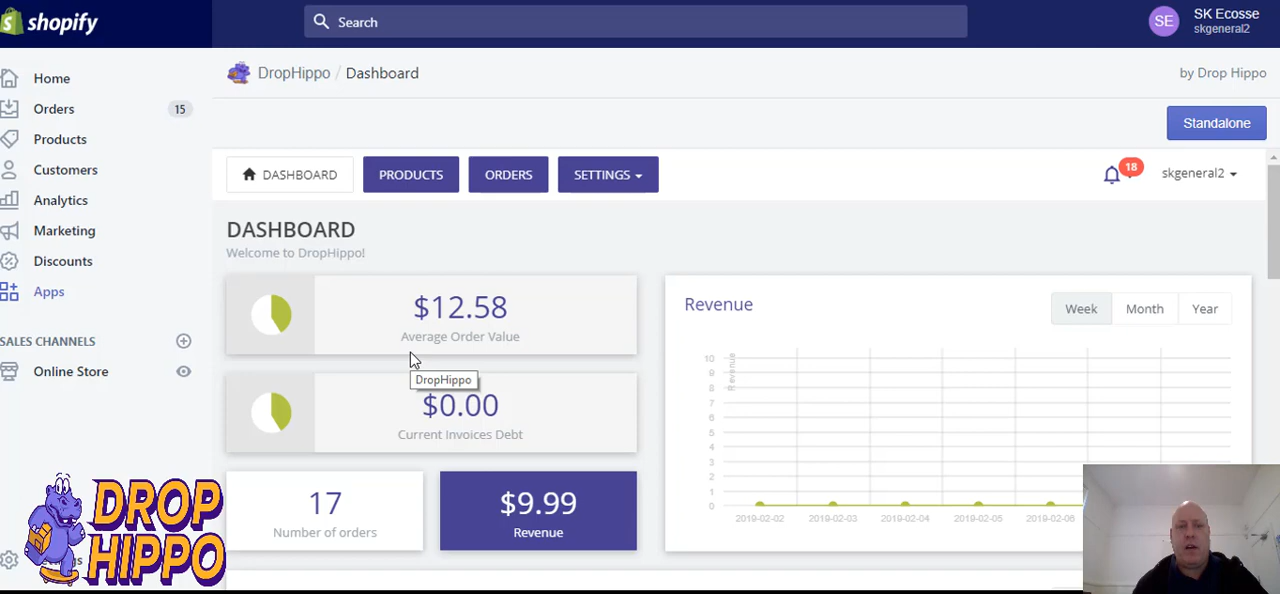 shopify
Search
SE
SK Ecosse
skgeneral2
Home
Orders
15
Products
Customers
Analytics
Marketing
Discounts
Apps
SALES CHANNELS
Online Store
DropHippo / Dashboard
by Drop Hippo
Standalone
DASHBOARD
PRODUCTS
ORDERS
SETTINGS
18
skgeneral2
DASHBOARD
Welcome to DropHippo!
$12.58
Average Order Value
DropHippo
$0.00
Current Invoices Debt
17
Number of orders
$9.99
Revenue
Revenue
Week
Month
Year
Revenue
10
9
8
7
6
5
4
3
2
1
0
2019-02-02
2019-02-03
2019-02-04
2019-02-05
2019-02-06
DROP
HIPPO